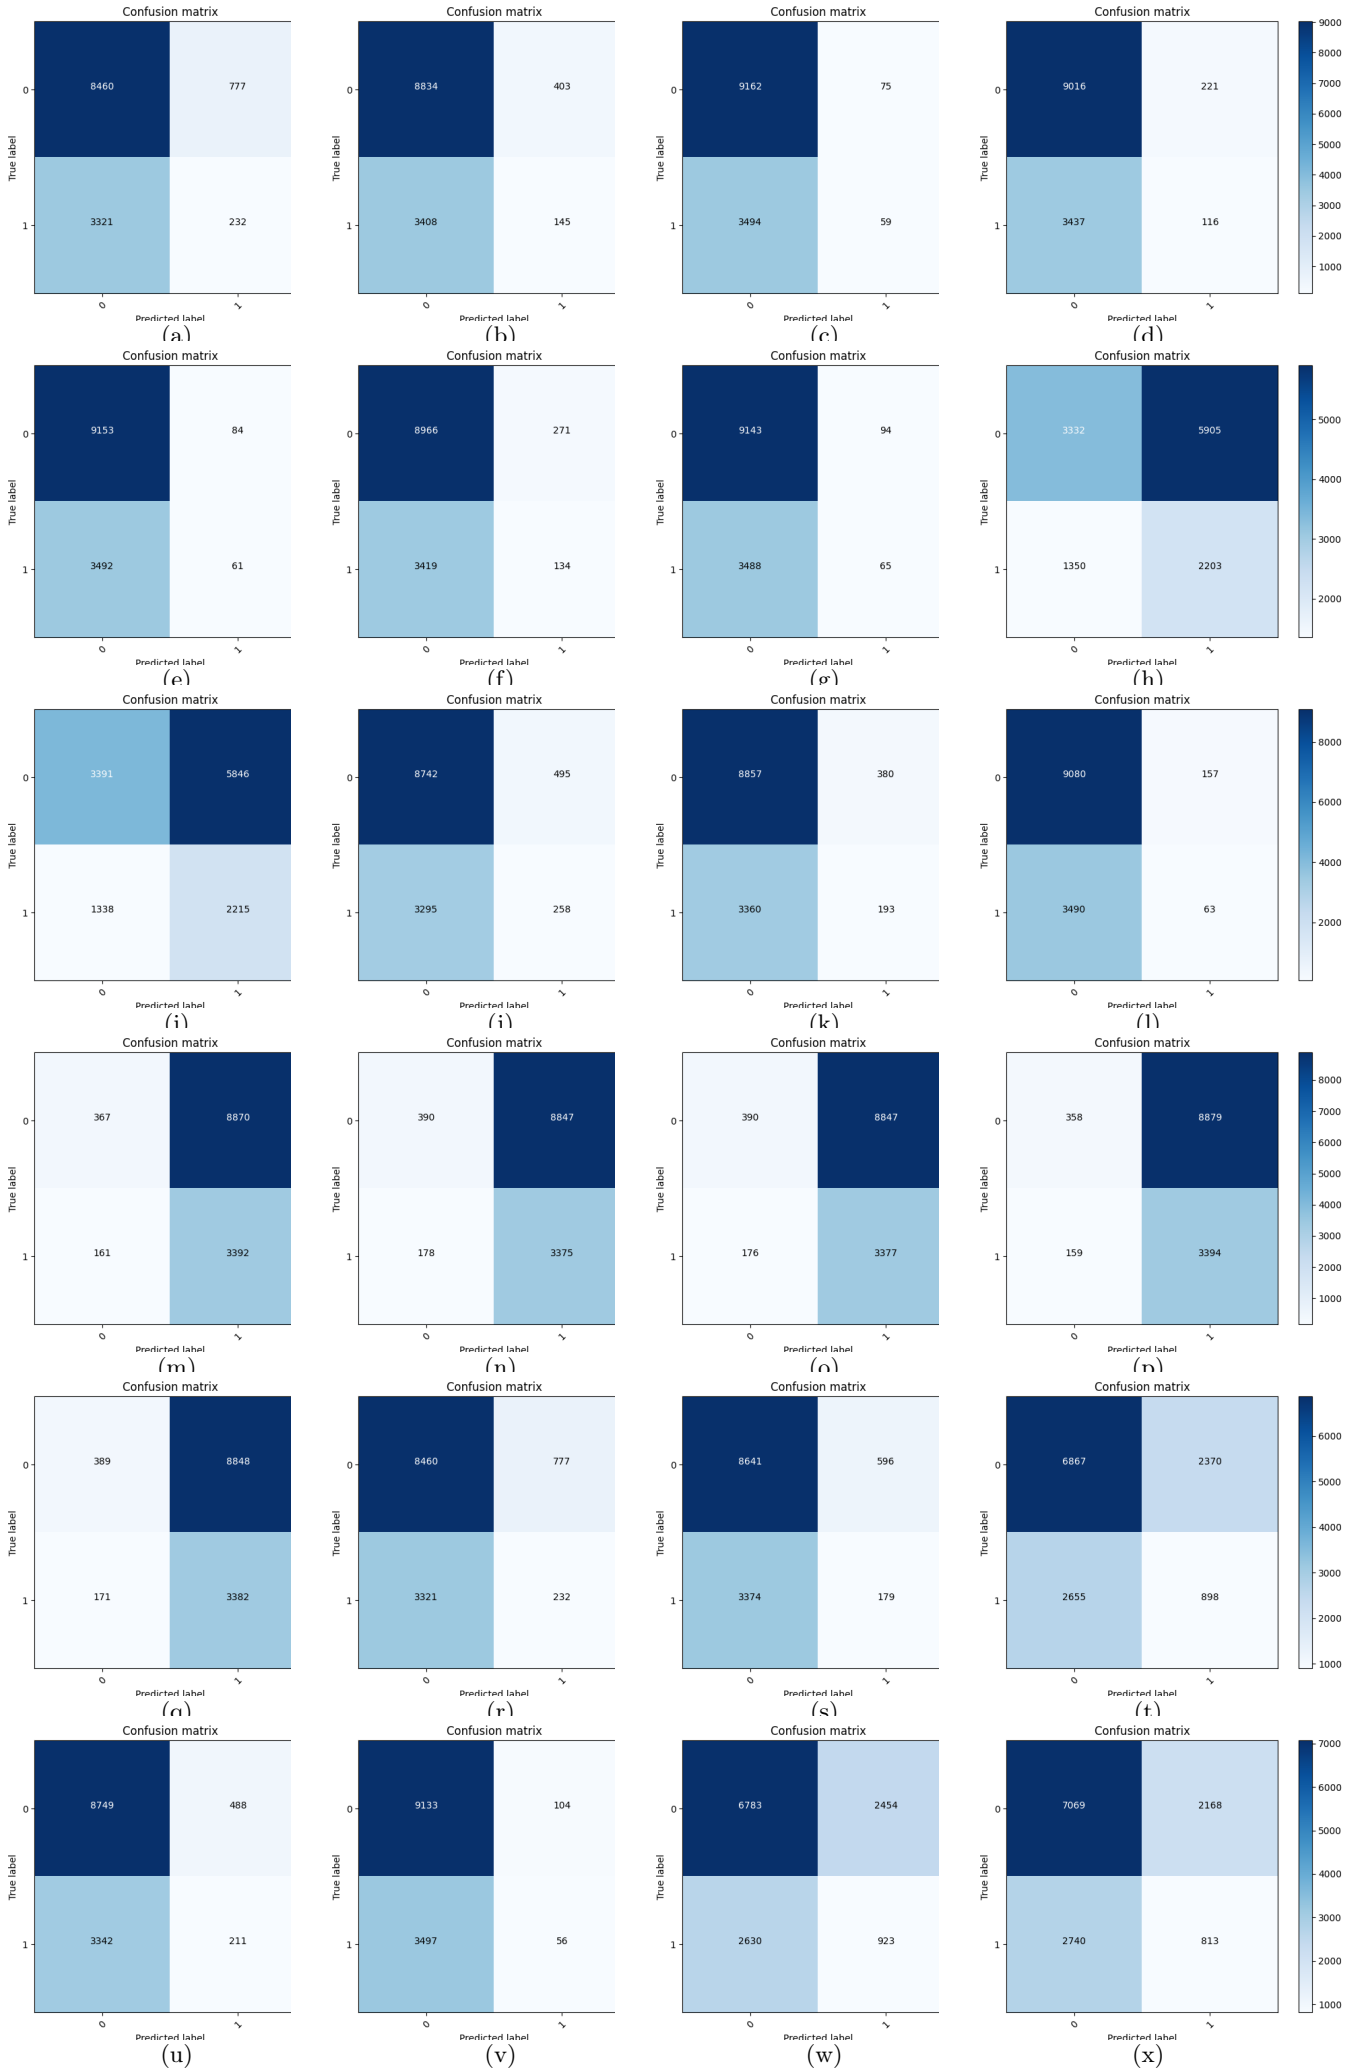 Confusion matrix Confusion matrix Confusion matrix Confusion matrix
9000
0 8460 777 0 8834 403 0 9162 75 0 9016 221
8000
7000
6000
True label True label True label True label
5000
4000
1 3321 232 1 3408 145 1 3494 59 1 3437 116
3000
2000
1000
0 1 0 1 0 1 0 1
Predicted label Predicted label Predicted label Predicted label
(a) (b) (c) (d)
Confusion matrix Confusion matrix Confusion matrix Confusion matrix
5000
0 9153 84 0 8966 271 0 9143 94 0 3332 5905
4000
True label True label True label True label
3000
1 3492 61 1 3419 134 1 3488 65 1 1350 2203
2000
0 1 0 1 0 1 0 1
Predicted label Predicted label Predicted label Predicted label
(e) (f) (g) (h)
Confusion matrix Confusion matrix Confusion matrix Confusion matrix
8000
0 3391 5846 0 8742 495 0 8857 380 0 9080 157
6000
True label True label True label True label
4000
1 1338 2215 1 3295 258 1 3360 193 1 3490 63
2000
0 1 0 1 0 1 0 1
Predicted label Predicted label Predicted label Predicted label
(i) (j) (k) (l)
Confusion matrix Confusion matrix Confusion matrix Confusion matrix
8000
0 367 8870 0 390 8847 0 390 8847 0 358 8879
7000
6000
5000
True label True label True label True label
4000
3000
1 161 3392 1 178 3375 1 176 3377 1 159 3394
2000
1000
0 1 0 1 0 1 0 1
Predicted label Predicted label Predicted label Predicted label
(m) (n) (o) (p)
Confusion matrix Confusion matrix Confusion matrix Confusion matrix
6000
0 389 8848 0 8460 777 0 8641 596 0 6867 2370
5000
4000
True label True label True label True label
3000
1 171 3382 1 3321 232 1 3374 179 1 2655 898
2000
1000
0 1 0 1 0 1 0 1
Predicted label Predicted label Predicted label Predicted label
(q) (r) (s) (t)
Confusion matrix Confusion matrix Confusion matrix Confusion matrix
7000
0 8749 488 0 9133 104 0 6783 2454 0 7069 2168
6000
5000
True label True label True label True label
4000
3000
1 3342 211 1 3497 56 1 2630 923 1 2740 813
2000
1000
0 1 0 1 0 1 0 1
Predicted label Predicted label Predicted label Predicted label
(u) (v) (w) (x)